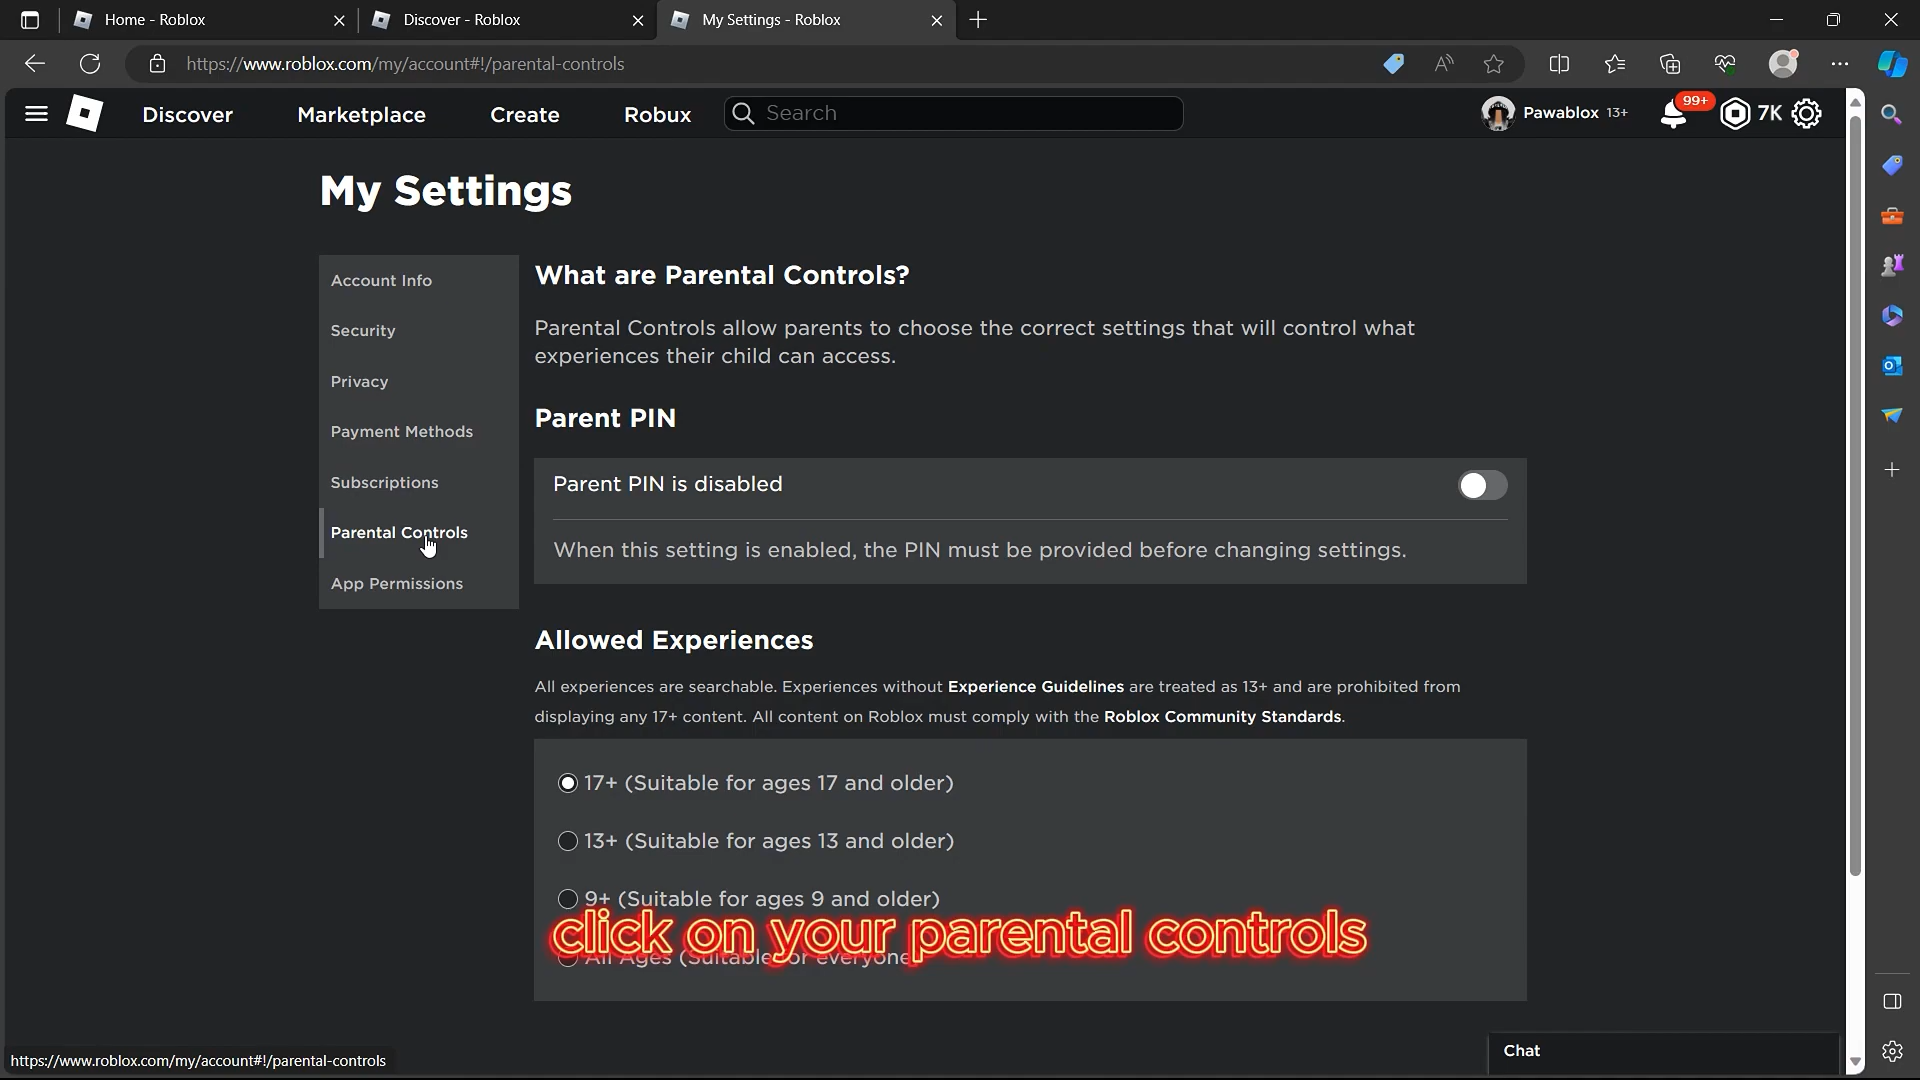 Home - Roblox
Discover - Roblox
My Settings - Roblox
https://www.roblox.com/my/account#!/parental-controls
Discover
Marketplace
Create
Robux
Search
Pawablox 13+
99+
7K
My Settings
Account Info
Security
Privacy
Payment Methods
Subscriptions
Parental Controls
App Permissions
What are Parental Controls?
Parental Controls allow parents to choose the correct settings that will control what
experiences their child can access.
Parent PIN
Parent PIN is disabled
When this setting is enabled, the PIN must be provided before changing settings.
Allowed Experiences
All experiences are searchable. Experiences without Experience Guidelines are treated as 13+ and are prohibited from
displaying any 17+ content. All content on Roblox must comply with the Roblox Community Standards.
17+ (Suitable for ages 17 and older)
13+ (Suitable for ages 13 and older)
9+ (Suitable for ages 9 and older)
click on your parental controls
All Ages (Suitable for everyone
https://www.roblox.com/my/account#!/parental-controls
Chat